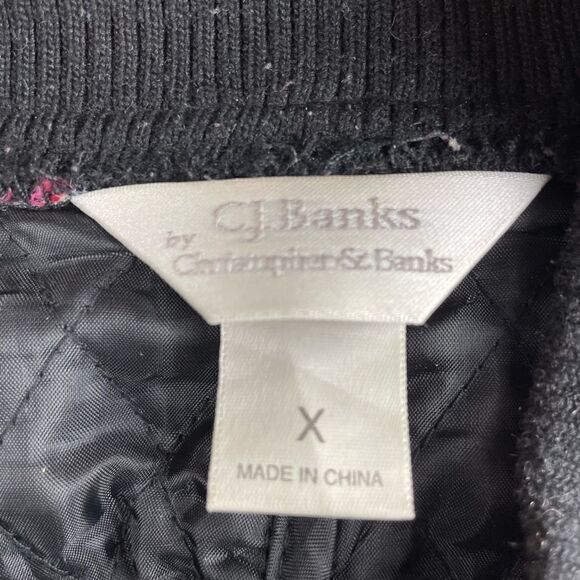 CJ Banks
by
Christopher & Banks
X
MADE IN CHINA